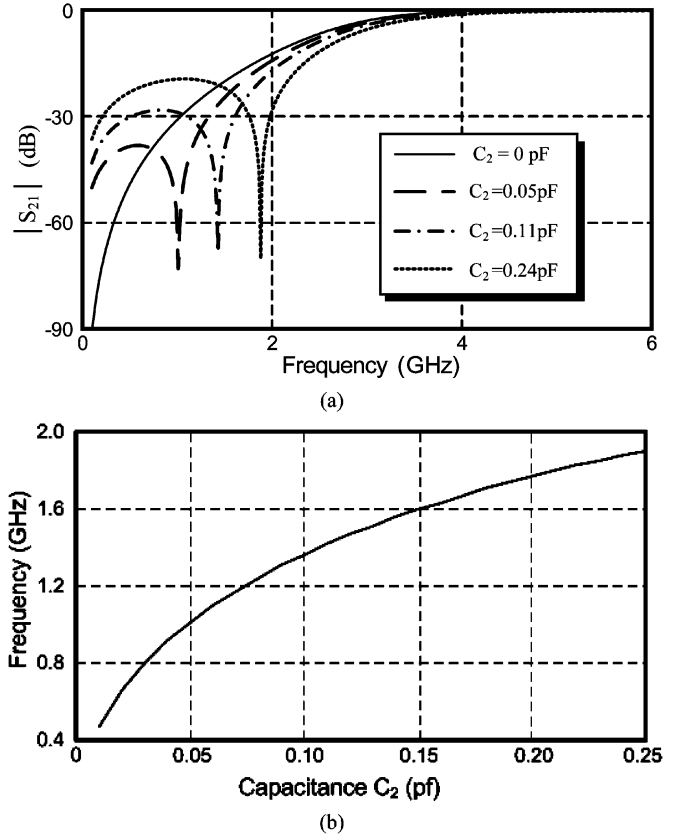 0
-30
-60
-90
|S21| (dB)
C2 = 0 pF
C2=0.05pF
C2=0.11pF
C2=0.24pF
0 2 4 6
Frequency (GHz)
(a)
2.0
1.6
1.2
0.8
0.4
Frequency (GHz)
0 0.05 0.10 0.15 0.20 0.25
Capacitance C2 (pf)
(b)